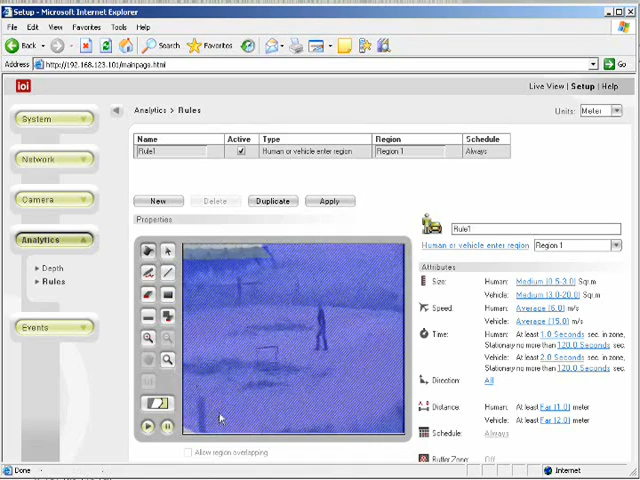 Setup - Microsoft Internet Explorer
File Edit View Favorites Tools Help
Back Search Favorites
Address http://192.168.123.101/mainpage.html Go
ioi Live View | Setup | Help
Analytics > Rules Units: Meter
System
Network
Camera
Analytics
Depth
Rules
Events
Name Active Type Region Schedule
Rule1 Human or vehicle enter region Region 1 Always
New Delete Duplicate Apply
Properties
Rule1
Human or vehicle enter region Region 1
Attributes
Size: Human: Medium (0.5-3.0) Sqr.m
Vehicle: Medium (3.0-20.0) Sqr.m
Speed: Human: Average (6.0) m/s
Vehicle: Average (15.0) m/s
Time: Human: At least 1.0 Seconds sec. in zone,
Stationary no more than 120.0 Seconds sec.
Vehicle: At least 2.0 Seconds sec. in zone,
Stationary no more than 120.0 Seconds sec.
Direction: All
Distance: Human: At least Far (1.0) meter
Vehicle: At least Far (2.0) meter
Schedule: Always
Buffer Zone: Off
Allow region overlapping
Done Internet